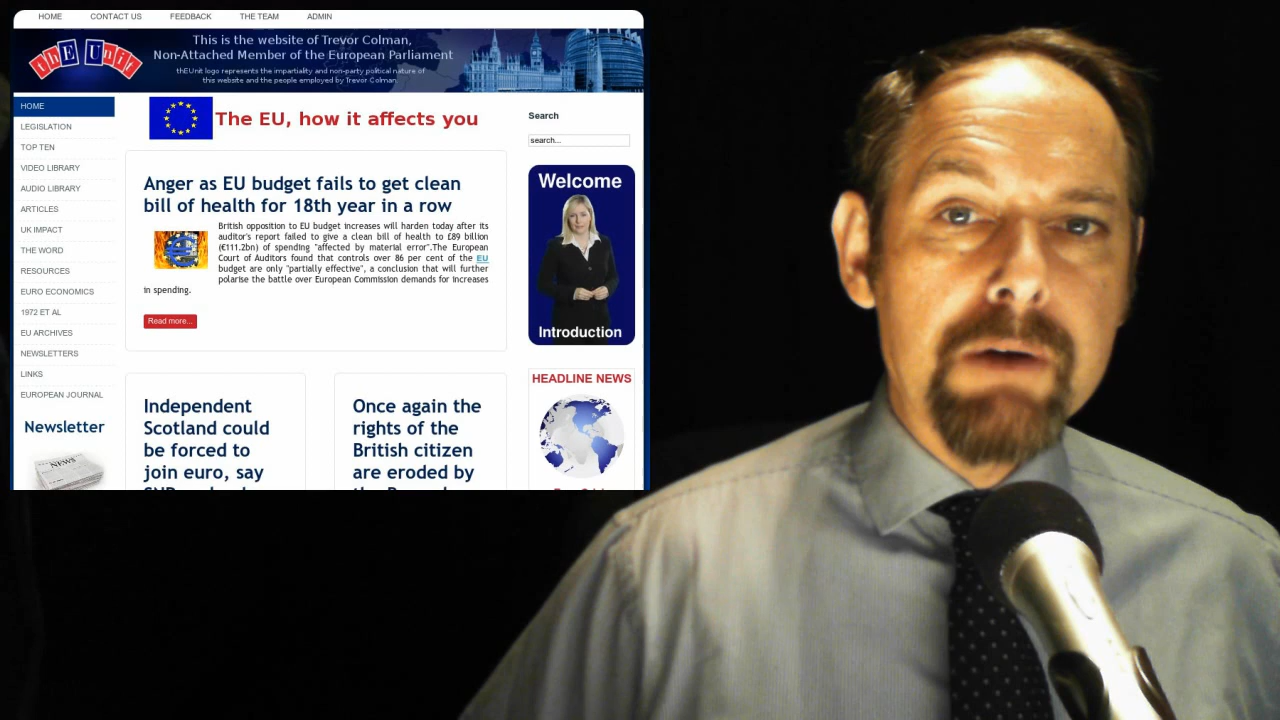 HOME CONTACT US FEEDBACK THE TEAM ADMIN
thEUnit
This is the website of Trevor Colman,
Non-Attached Member of the European Parliament
thEUnit logo represents the impartiality and non-party political nature of
this website and the people employed by Trevor Colman
HOME
LEGISLATION
TOP TEN
VIDEO LIBRARY
AUDIO LIBRARY
ARTICLES
UK IMPACT
THE WORD
RESOURCES
EURO ECONOMICS
1972 ET AL
EU ARCHIVES
NEWSLETTERS
LINKS
EUROPEAN JOURNAL
Newsletter
NEWS
The EU, how it affects you
Anger as EU budget fails to get clean
bill of health for 18th year in a row
British opposition to EU budget increases will harden today after its
auditor's report failed to give a clean bill of health to £89 billion
(€111.2bn) of spending "affected by material error".The European
Court of Auditors found that controls over 86 per cent of the EU
budget are only "partially effective", a conclusion that will further
polarise the battle over European Commission demands for increases
in spending.
Read more...
Independent
Scotland could
be forced to
join euro, say
Once again the
rights of the
British citizen
are eroded by
Search
search...
Welcome
Introduction
HEADLINE NEWS